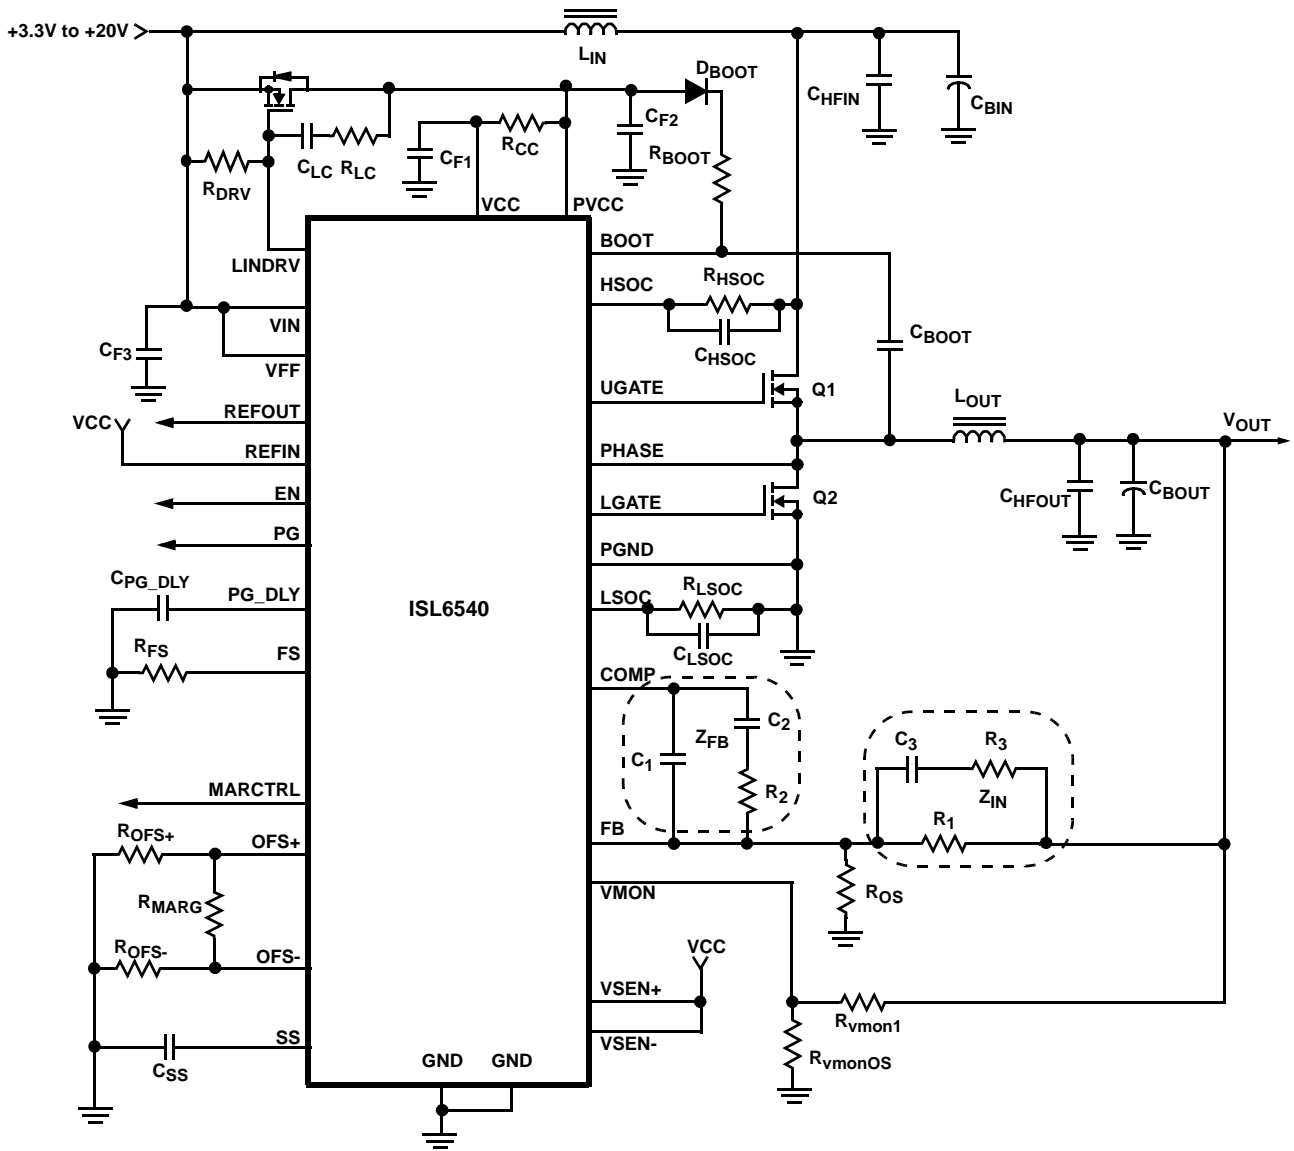 +3.3V to +20V
LIN
DBOOT
CHFIN
CBIN
CF2
RCC
CF1
RBOOT
CLC
RLC
RDRV
VCC
PVCC
BOOT
LINDRV
HSOC
RHSOC
CHSOC
CBOOT
VIN
CF3
VFF
UGATE
Q1
LOUT
VOUT
REFOUT
VCC
REFIN
PHASE
EN
LGATE
Q2
CHFOUT
CBOUT
PG
PGND
CPG_DLY
PG_DLY
ISL6540
LSOC
RLSOC
CLSOC
RFS
FS
COMP
C2
ZFB
C1
R2
C3
R3
ZIN
R1
MARCTRL
FB
ROFS+
OFS+
VMON
ROS
RMARG
ROFS-
OFS-
VCC
VSEN+
Rvmon1
VSEN-
RvmonOS
SS
CSS
GND
GND